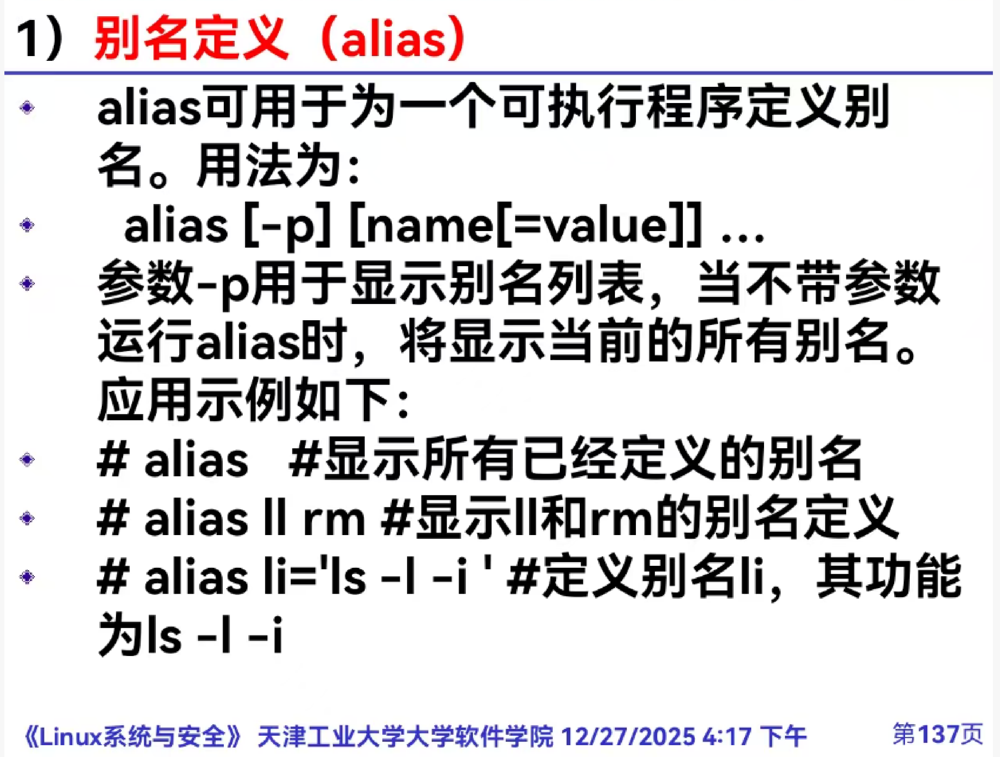 1）别名定义（alias）
alias可用于为一个可执行程序定义别
名。用法为：
alias [-p] [name[=value]] …
参数-p用于显示别名列表，当不带参数
运行alias时，将显示当前的所有别名。
应用示例如下：
# alias   #显示所有已经定义的别名
# alias ll rm #显示ll和rm的别名定义
# alias li='ls -l -i ' #定义别名li，其功能
为ls -l -i
《Linux系统与安全》 天津工业大学大学软件学院 12/27/2025 4:17 下午 第137页